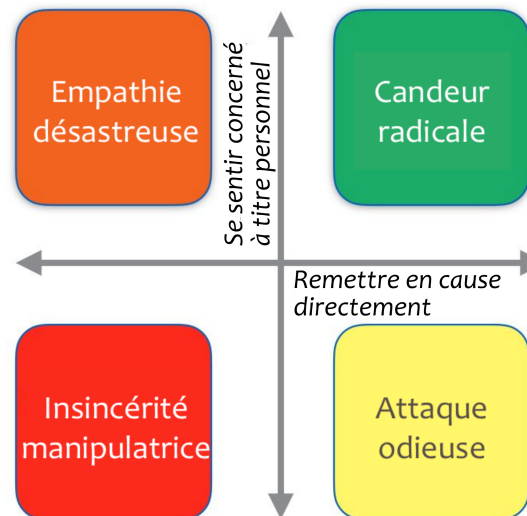 Empathie
désastreuse
Se sentir concerné
à titre personnel
Candeur
radicale
Remettre en cause
directement
Insincérité
manipulatrice
Attaque
odieuse